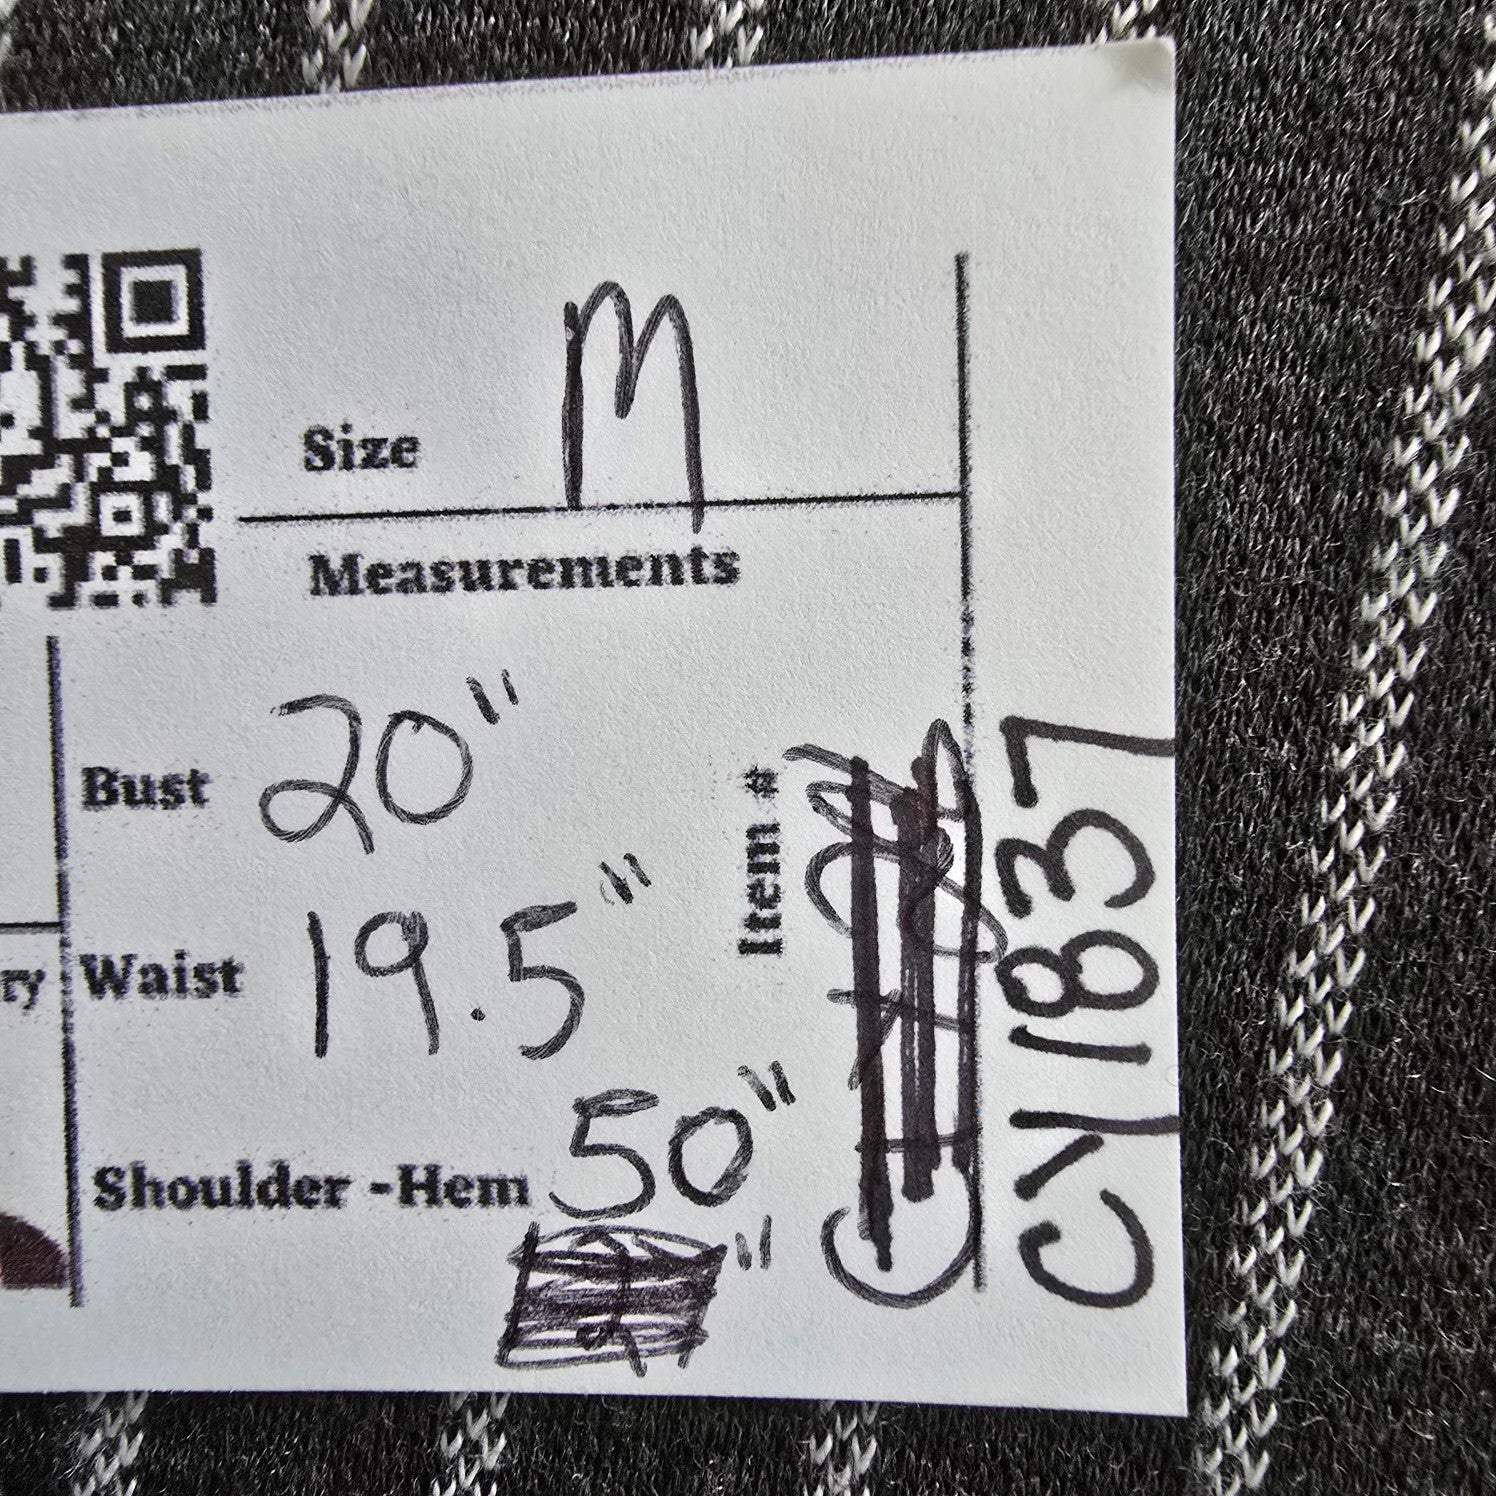 Size M
Measurements
Bust 20"
ry Waist 19.5"
Shoulder -Hem 50"
"
Item #
CY1837